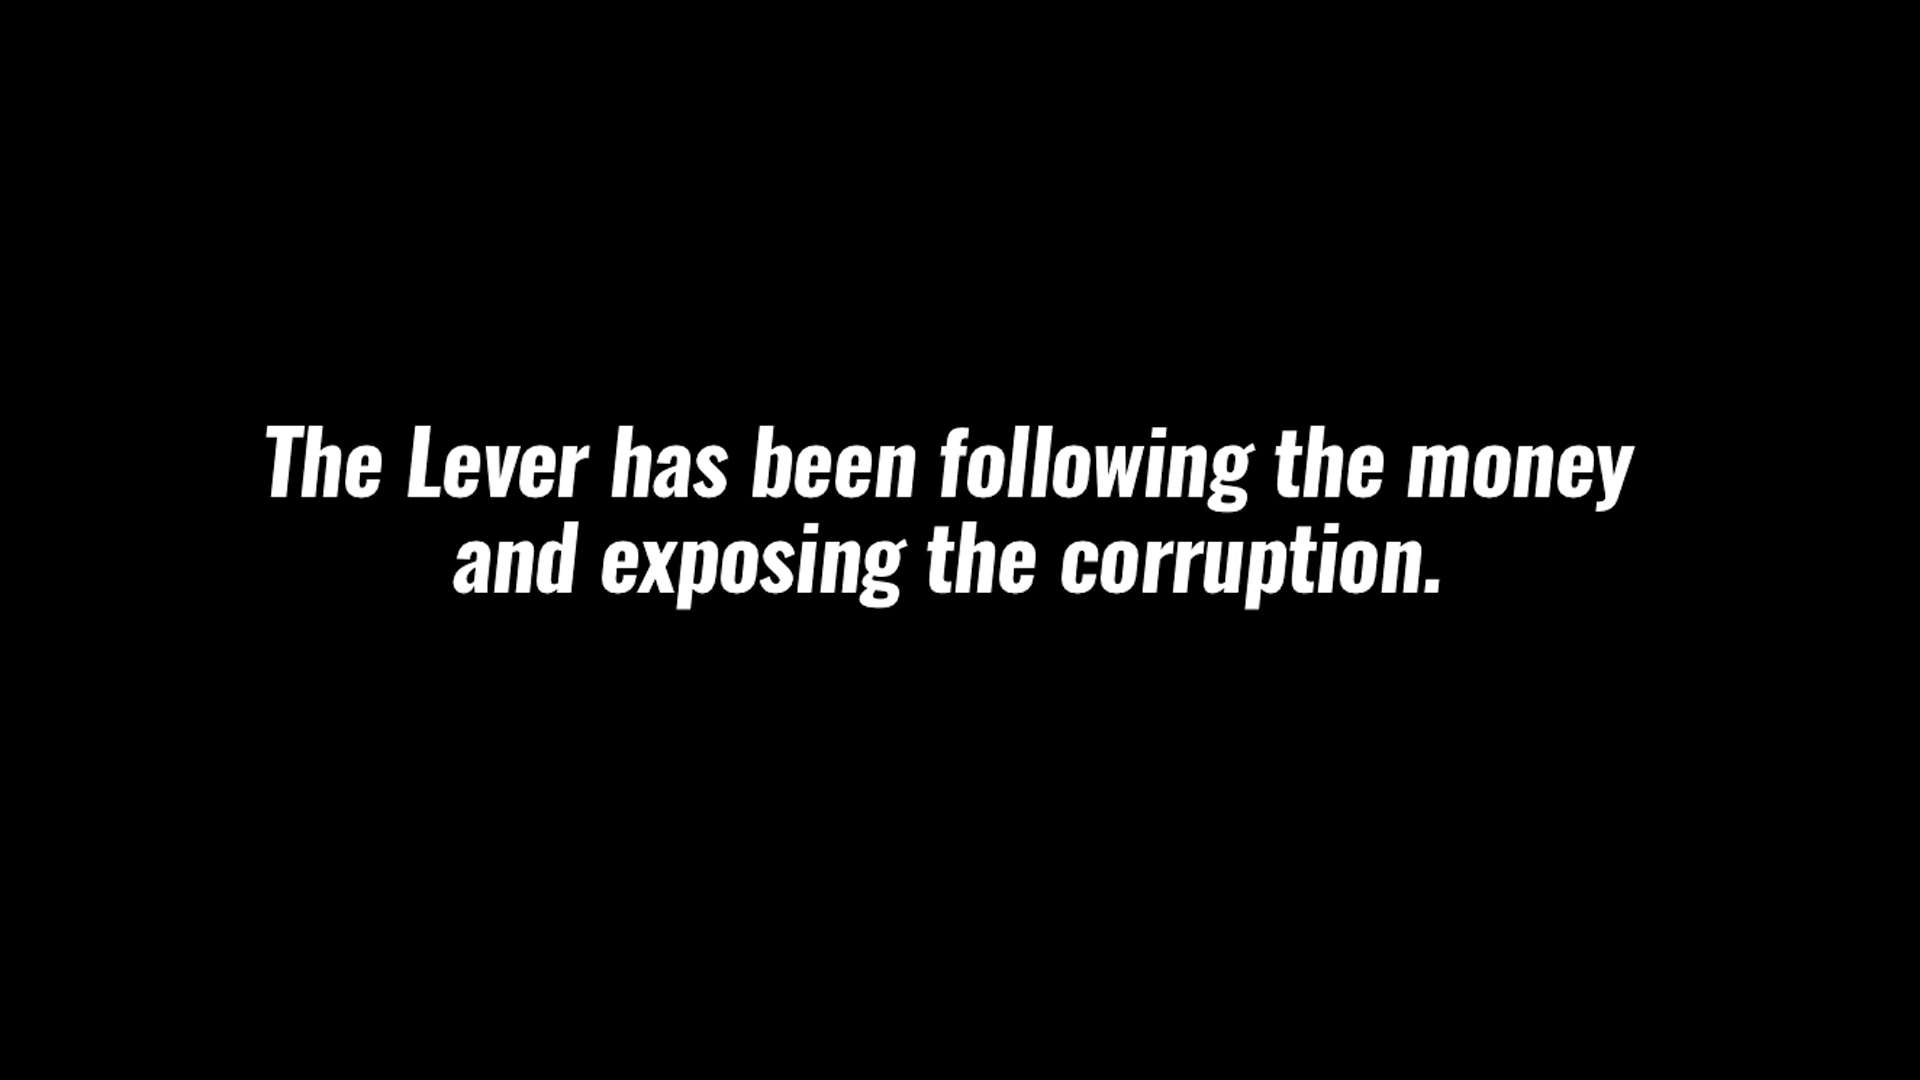 The Lever has been following the money
and exposing the corruption.